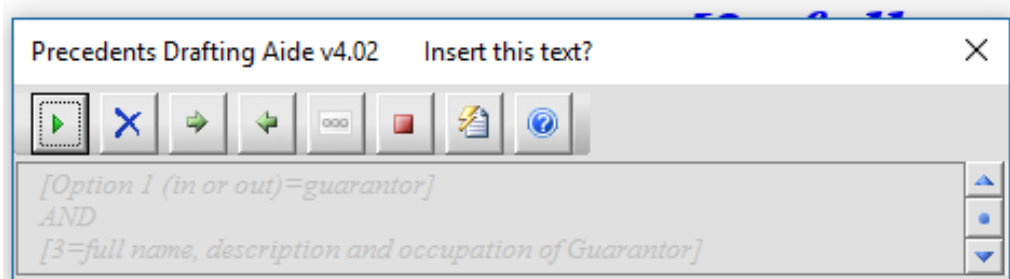 Precedents Drafting Aide v4.02 Insert this text?
[Option 1 (in or out)=guarantor]
AND
[3=full name, description and occupation of Guarantor]